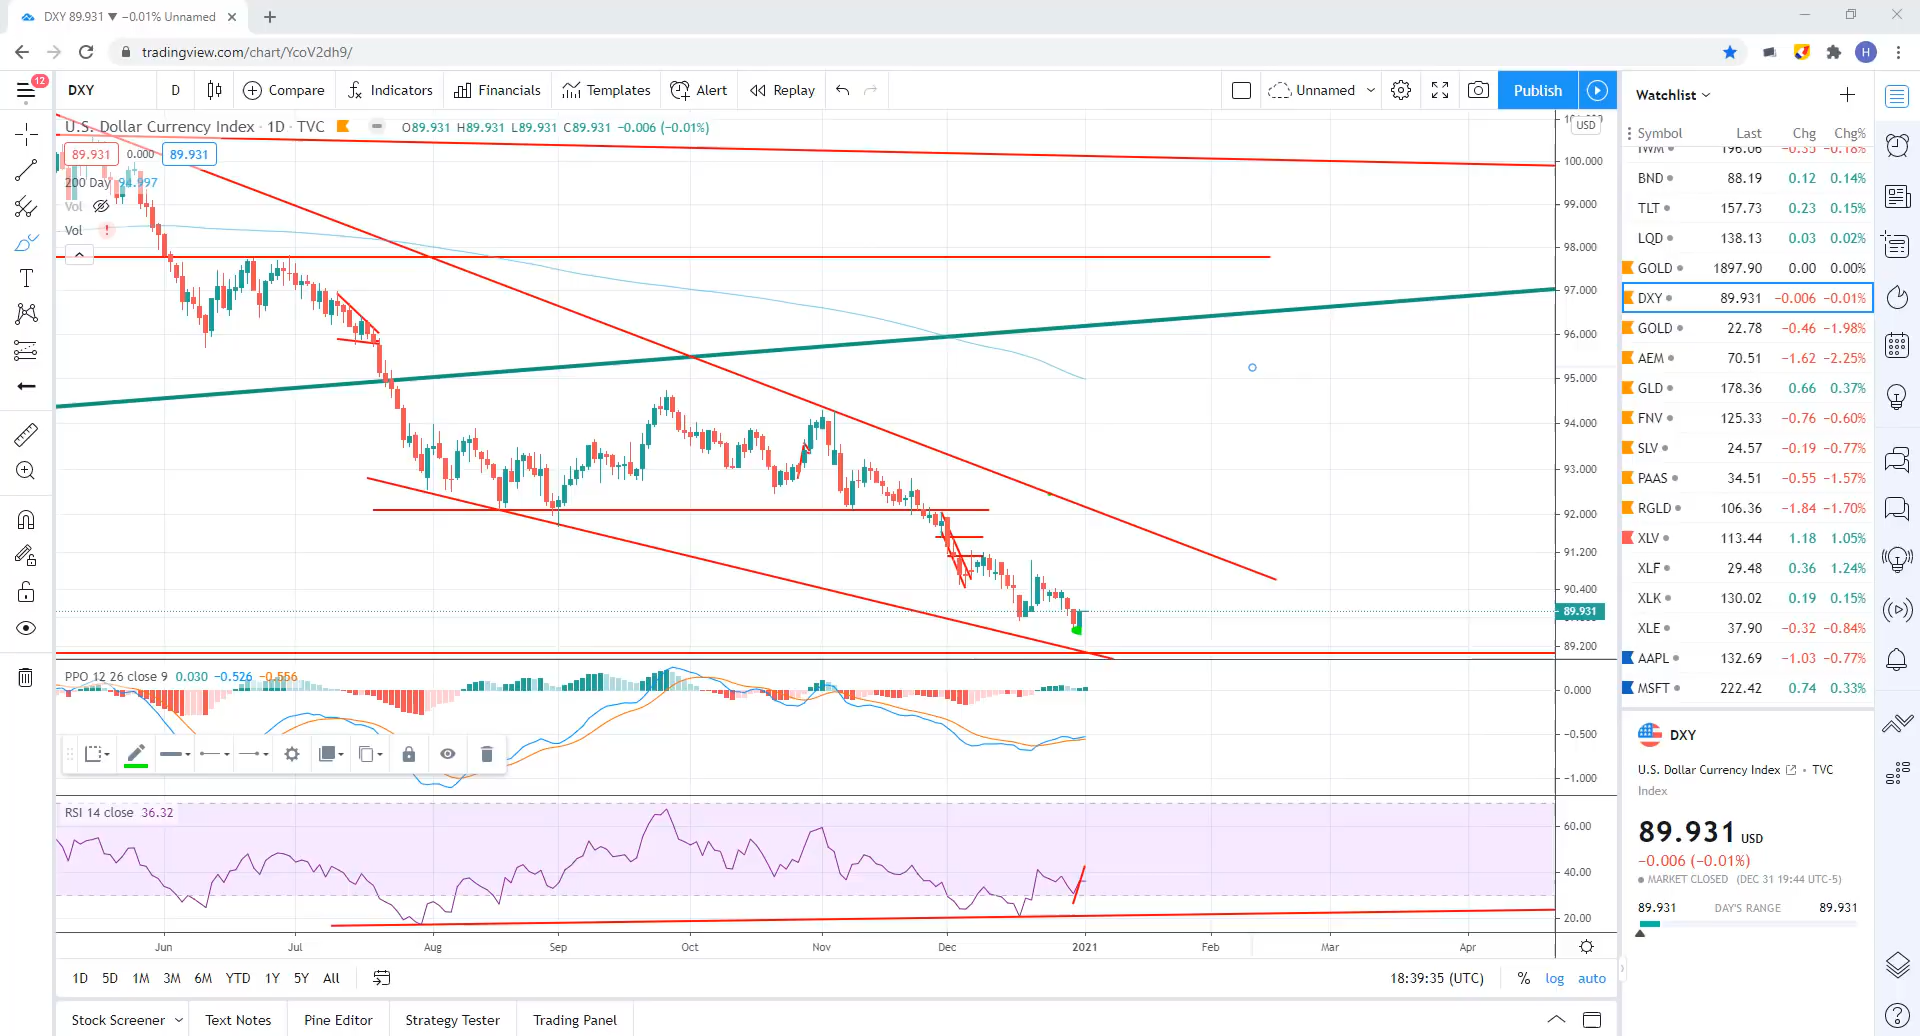 DXY 89.931 ▼ −0.01% Unnamed
tradingview.com/chart/YcoV2dh9/
H
12
DXY D Compare Indicators Financials Templates Alert Replay Unnamed Publish
U.S. Dollar Currency Index · 1D · TVC O89.931 H89.931 L89.931 C89.931 −0.006 (−0.01%)
89.931 0.000 89.931
200 Day 94.997
Vol
Vol !
USD
100.000
99.000
98.000
97.000
96.000
95.000
94.000
93.000
92.000
91.200
90.400
89.931
89.200
PPO 12 26 close 9 0.030 −0.526 −0.556
0.000
−0.500
−1.000
RSI 14 close 36.32
60.00
40.00
20.00
Jun Jul Aug Sep Oct Nov Dec 2021 Feb Mar Apr
1D 5D 1M 3M 6M YTD 1Y 5Y All 18:39:35 (UTC) % log auto
Stock Screener Text Notes Pine Editor Strategy Tester Trading Panel
Watchlist
Symbol Last Chg Chg%
IWM 196.06 −0.35 −0.18%
BND 88.19 0.12 0.14%
TLT 157.73 0.23 0.15%
LQD 138.13 0.03 0.02%
GOLD 1897.90 0.00 0.00%
DXY 89.931 −0.006 −0.01%
GOLD 22.78 −0.46 −1.98%
AEM 70.51 −1.62 −2.25%
GLD 178.36 0.66 0.37%
FNV 125.33 −0.76 −0.60%
SLV 24.57 −0.19 −0.77%
PAAS 34.51 −0.55 −1.57%
RGLD 106.36 −1.84 −1.70%
XLV 113.44 1.18 1.05%
XLF 29.48 0.36 1.24%
XLK 130.02 0.19 0.15%
XLE 37.90 −0.32 −0.84%
AAPL 132.69 −1.03 −0.77%
MSFT 222.42 0.74 0.33%
DXY
U.S. Dollar Currency Index • TVC
Index
89.931 USD
−0.006 (−0.01%)
● MARKET CLOSED (DEC 31 19:44 UTC-5)
89.931 DAY'S RANGE 89.931